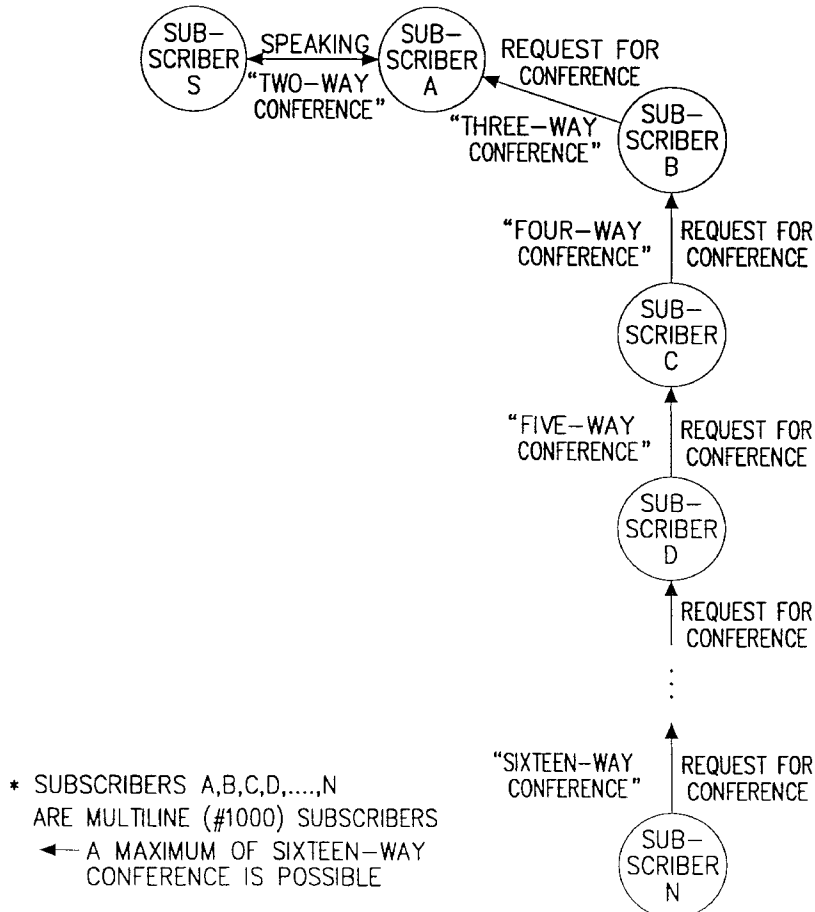 SUB-
SCRIBER
S
SPEAKING
"TWO-WAY
CONFERENCE"
SUB-
SCRIBER
A
REQUEST FOR
CONFERENCE
"THREE-WAY
CONFERENCE"
SUB-
SCRIBER
B
"FOUR-WAY
CONFERENCE"
REQUEST FOR
CONFERENCE
SUB-
SCRIBER
C
"FIVE-WAY
CONFERENCE"
REQUEST FOR
CONFERENCE
SUB-
SCRIBER
D
REQUEST FOR
CONFERENCE
"SIXTEEN-WAY
CONFERENCE"
REQUEST FOR
CONFERENCE
SUB-
SCRIBER
N
* SUBSCRIBERS A,B,C,D,....,N
ARE MULTILINE (#1000) SUBSCRIBERS
A MAXIMUM OF SIXTEEN-WAY
CONFERENCE IS POSSIBLE